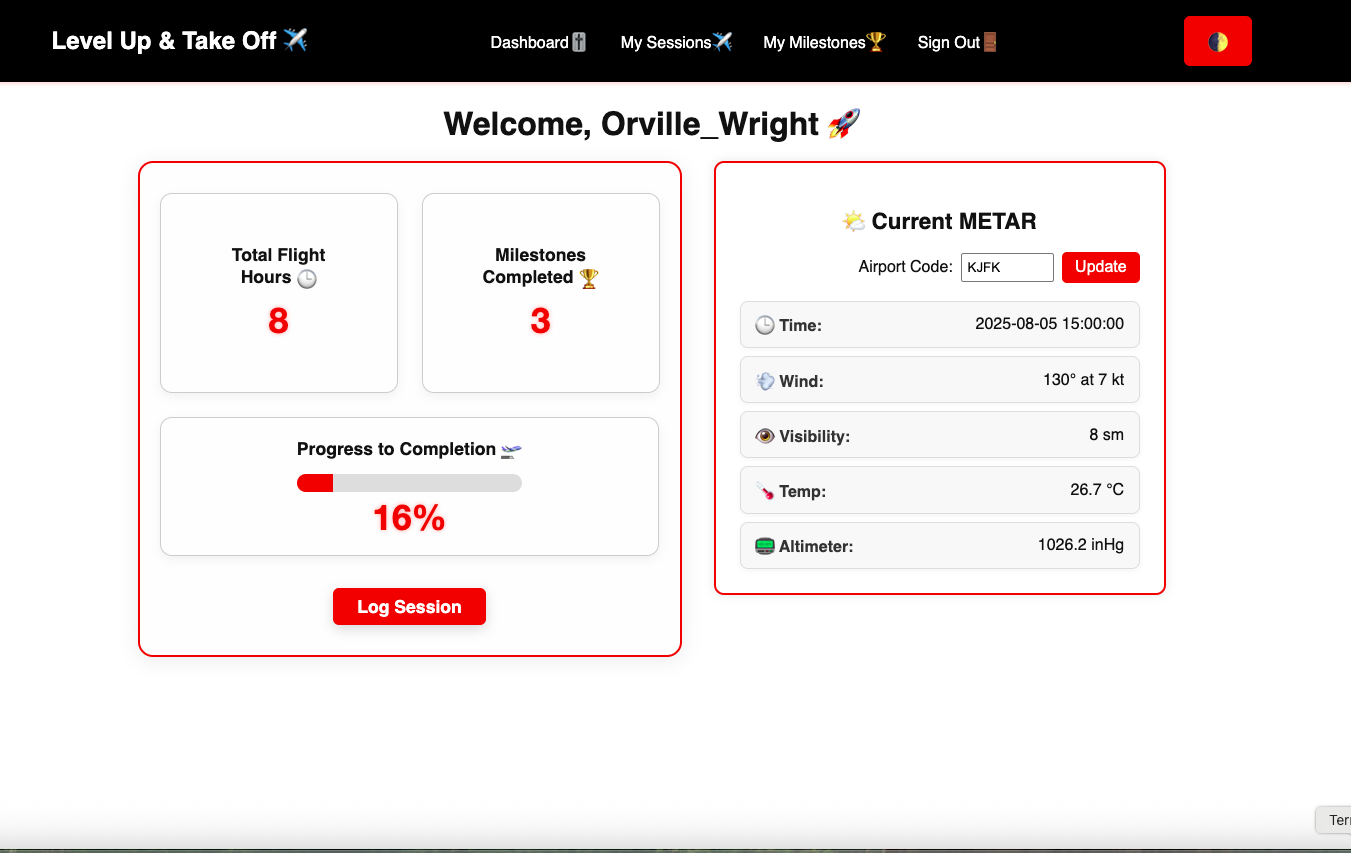 Level Up & Take Off ✈️
Dashboard🎚️ My Sessions✈️ My Milestones🏆 Sign Out🚪
🌓
Welcome, Orville_Wright 🚀
Total Flight
Hours 🕒
8
Milestones
Completed 🏆
3
Progress to Completion 🛫
16%
Log Session
🌤️ Current METAR
Airport Code: KJFK Update
🕒 Time: 2025-08-05 15:00:00
💨 Wind: 130° at 7 kt
👁️ Visibility: 8 sm
🌡️ Temp: 26.7 °C
📟 Altimeter: 1026.2 inHg